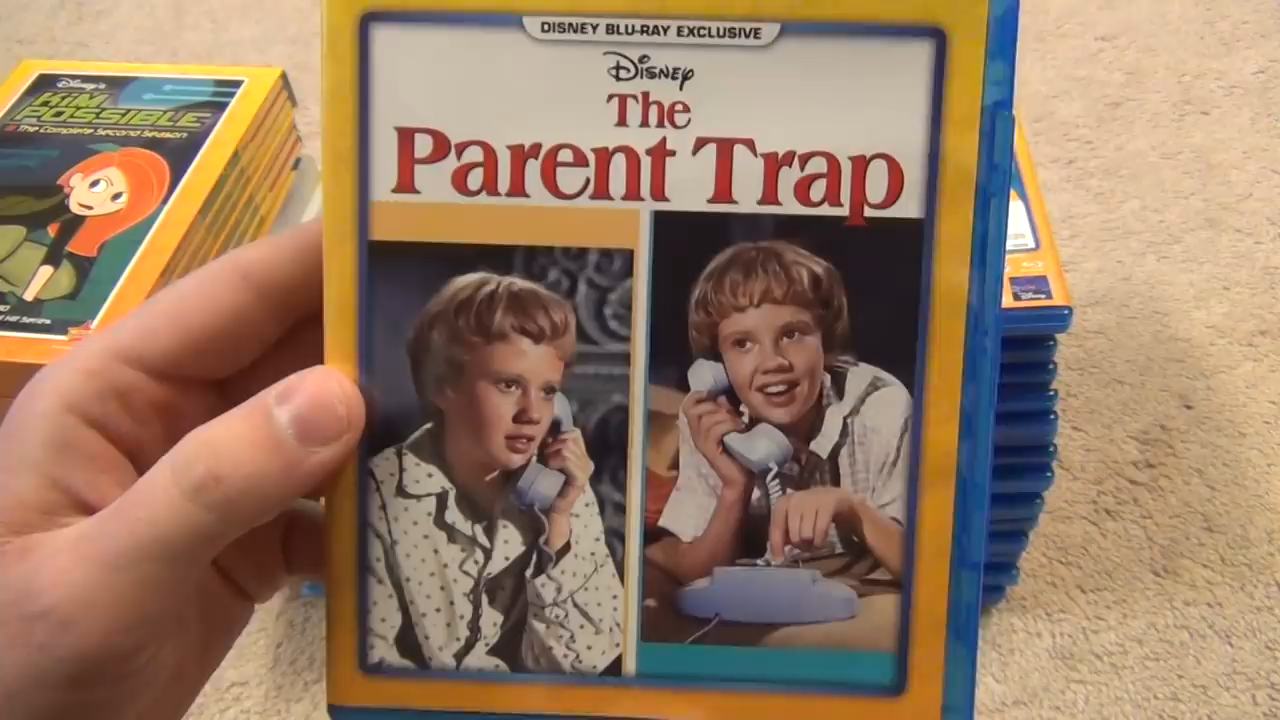 DISNEY BLU-RAY EXCLUSIVE
Disney
The
Parent Trap
Disney's
KiM
POSSiBLE
The Complete Second Season